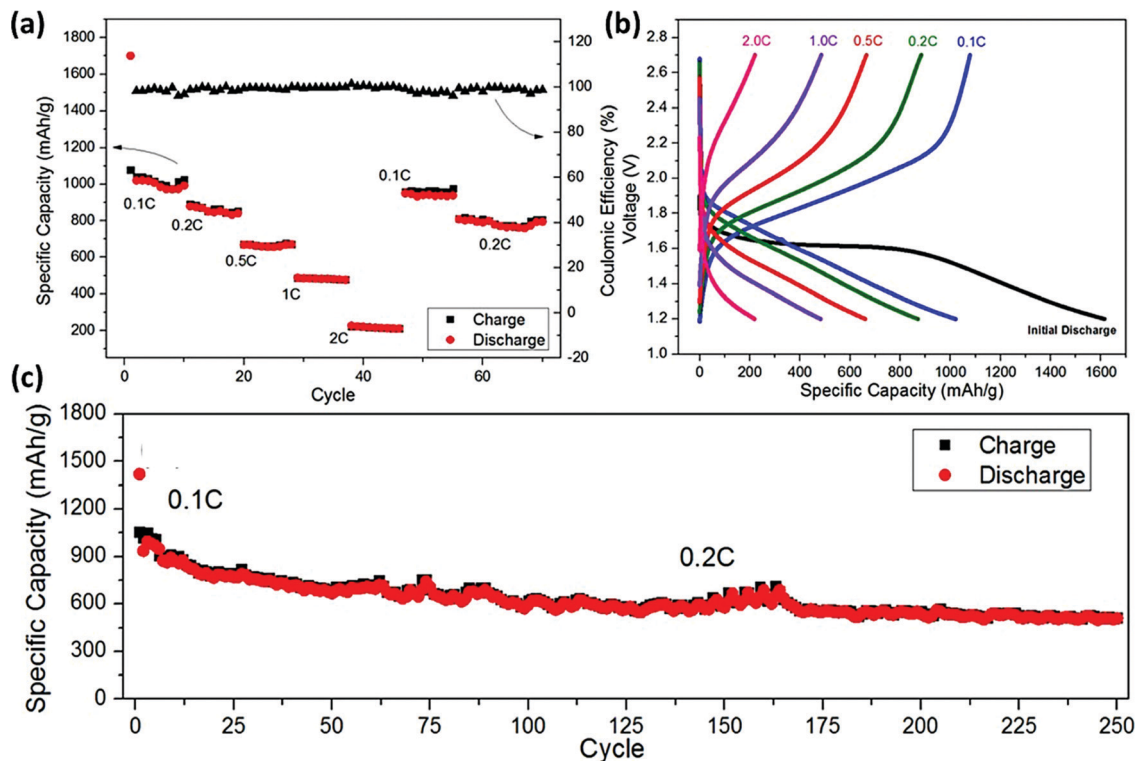 (a)
1800
1600
1400
1200
1000
800
600
400
200
Specific Capacity (mAh/g)
120
100
80
60
40
20
0
-20
Coulomic Efficiency (%)
0.1C
0.2C
0.5C
1C
2C
0.1C
0.2C
Charge
Discharge
0 20 40 60
Cycle
(b)
2.8
2.6
2.4
2.2
2.0
1.8
1.6
1.4
1.2
1.0
Voltage (V)
2.0C 1.0C 0.5C 0.2C 0.1C
Initial Discharge
0 200 400 600 800 1000 1200 1400 1600
Specific Capacity (mAh/g)
(c)
1800
1500
1200
900
600
300
0
Specific Capacity (mAh/g)
0.1C
0.2C
Charge
Discharge
0 25 50 75 100 125 150 175 200 225 250
Cycle